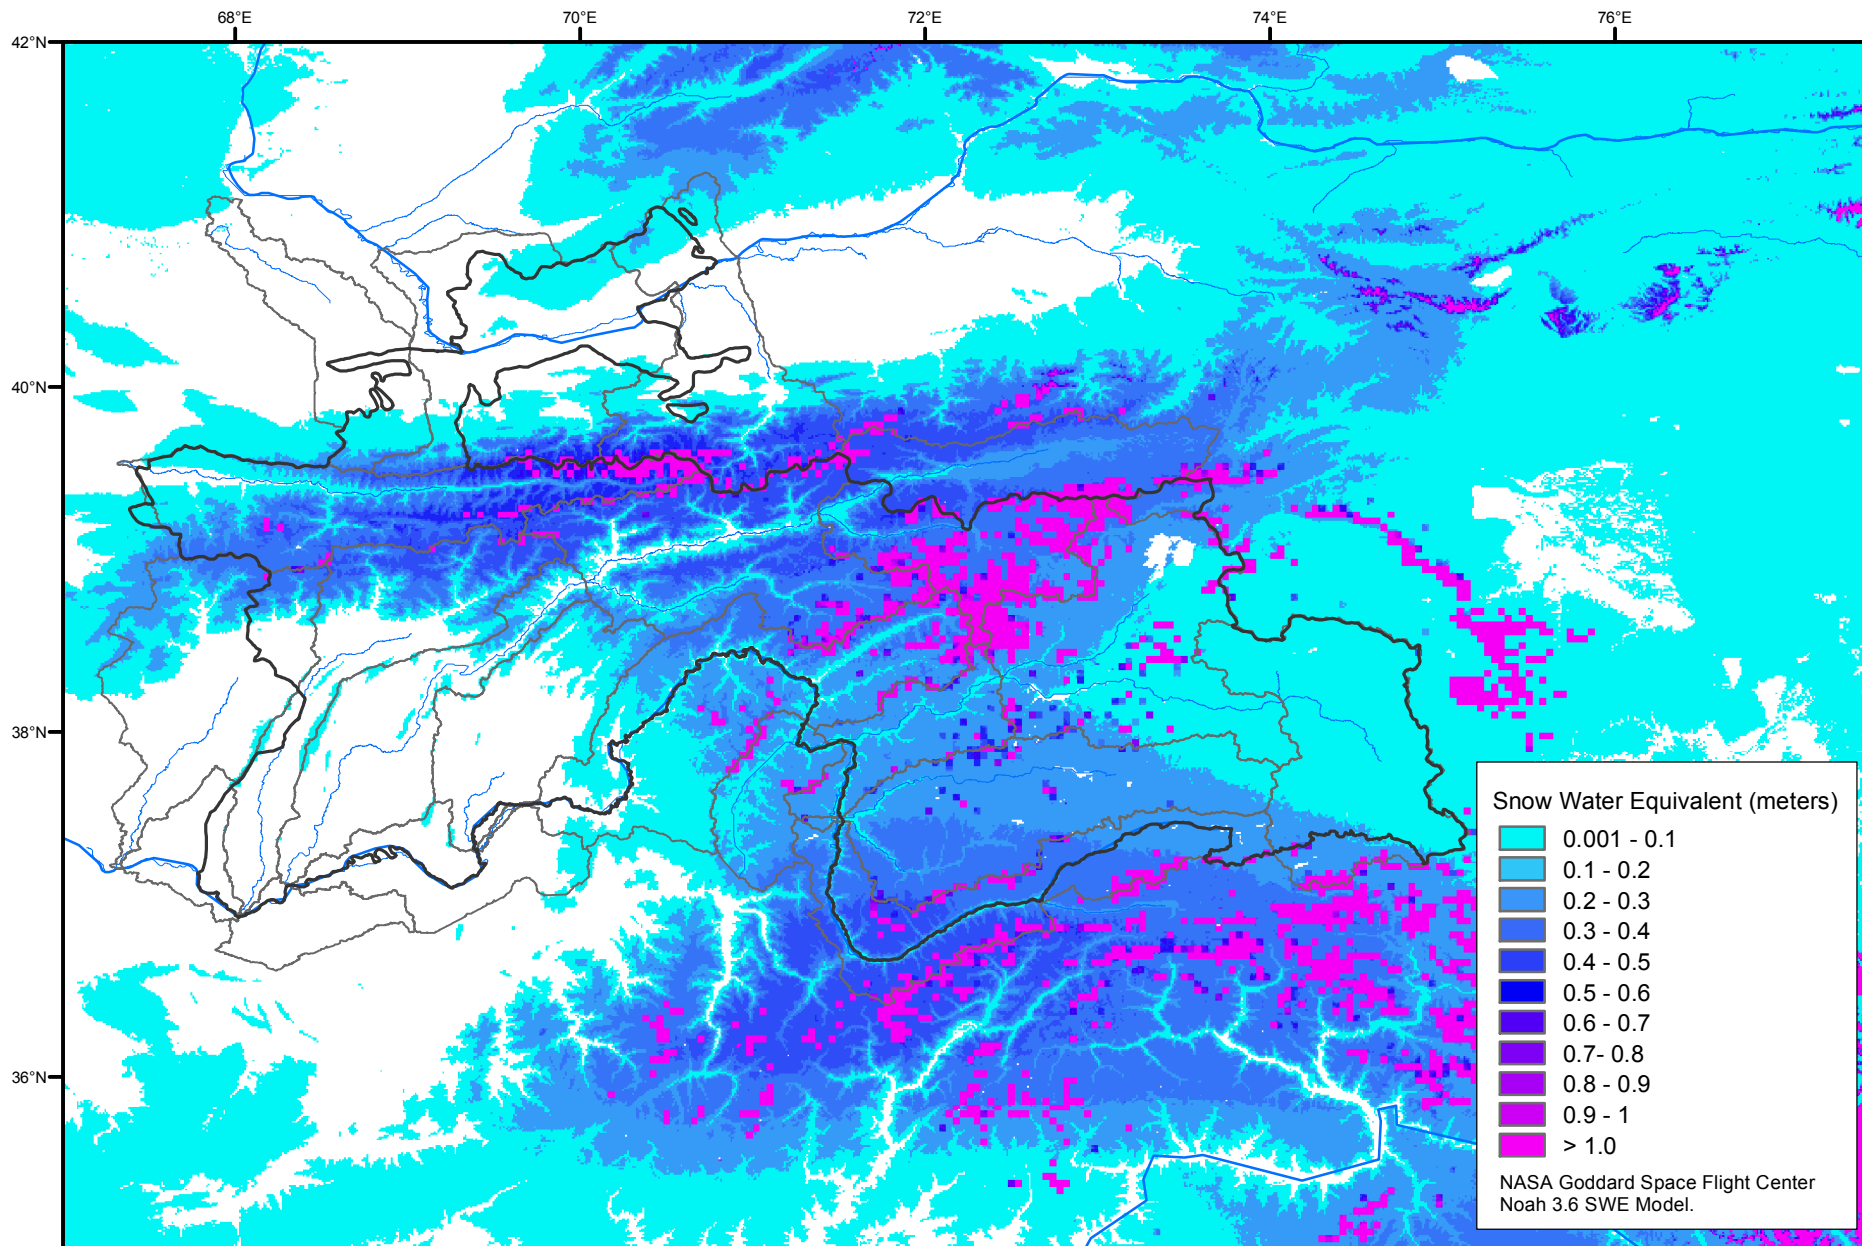 68°E 70°E 72°E 74°E 76°E
42°N
40°N
38°N
36°N
Snow Water Equivalent (meters)
0.001 - 0.1
0.1 - 0.2
0.2 - 0.3
0.3 - 0.4
0.4 - 0.5
0.5 - 0.6
0.6 - 0.7
0.7- 0.8
0.8 - 0.9
0.9 - 1
> 1.0
NASA Goddard Space Flight Center
Noah 3.6 SWE Model.